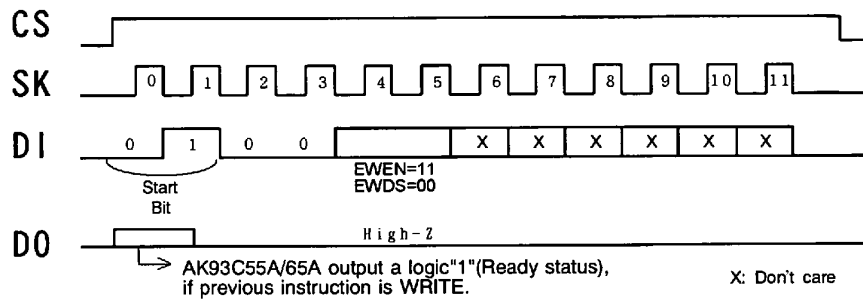 CS
SK 0 1 2 3 4 5 6 7 8 9 10 11
DI 0 1 0 0 X X X X X X
Start
Bit
EWEN=11
EWDS=00
DO High-Z
AK93C55A/65A output a logic"1"(Ready status),
if previous instruction is WRITE.
X: Don't care